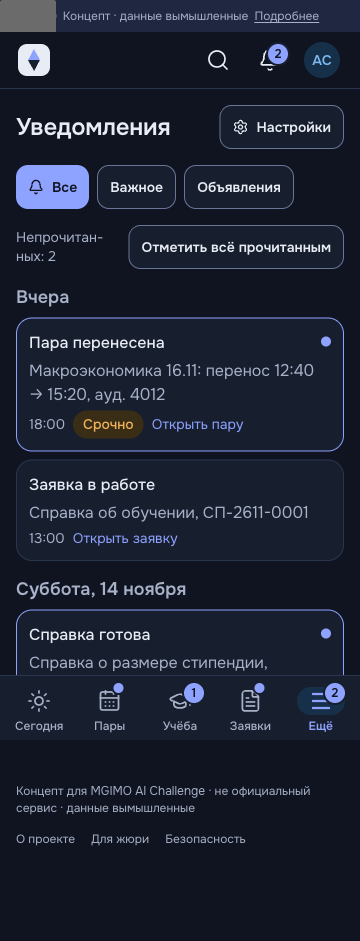 Концепт · данные вымышленные Подробнее
2
АС
Уведомления
Настройки
Все
Важное
Объявления
Непрочитан-
ных: 2
Отметить всё прочитанным
Вчера
Пара перенесена
Макроэкономика 16.11: перенос 12:40
→ 15:20, ауд. 4012
18:00 Срочно Открыть пару
Заявка в работе
Справка об обучении, СП-2611-0001
13:00 Открыть заявку
Суббота, 14 ноября
Справка готова
Справка о размере стипендии,
1
2
Сегодня
Пары
Учёба
Заявки
Ещё
Концепт для MGIMO AI Challenge · не официальный
сервис · данные вымышленные
О проекте Для жюри Безопасность